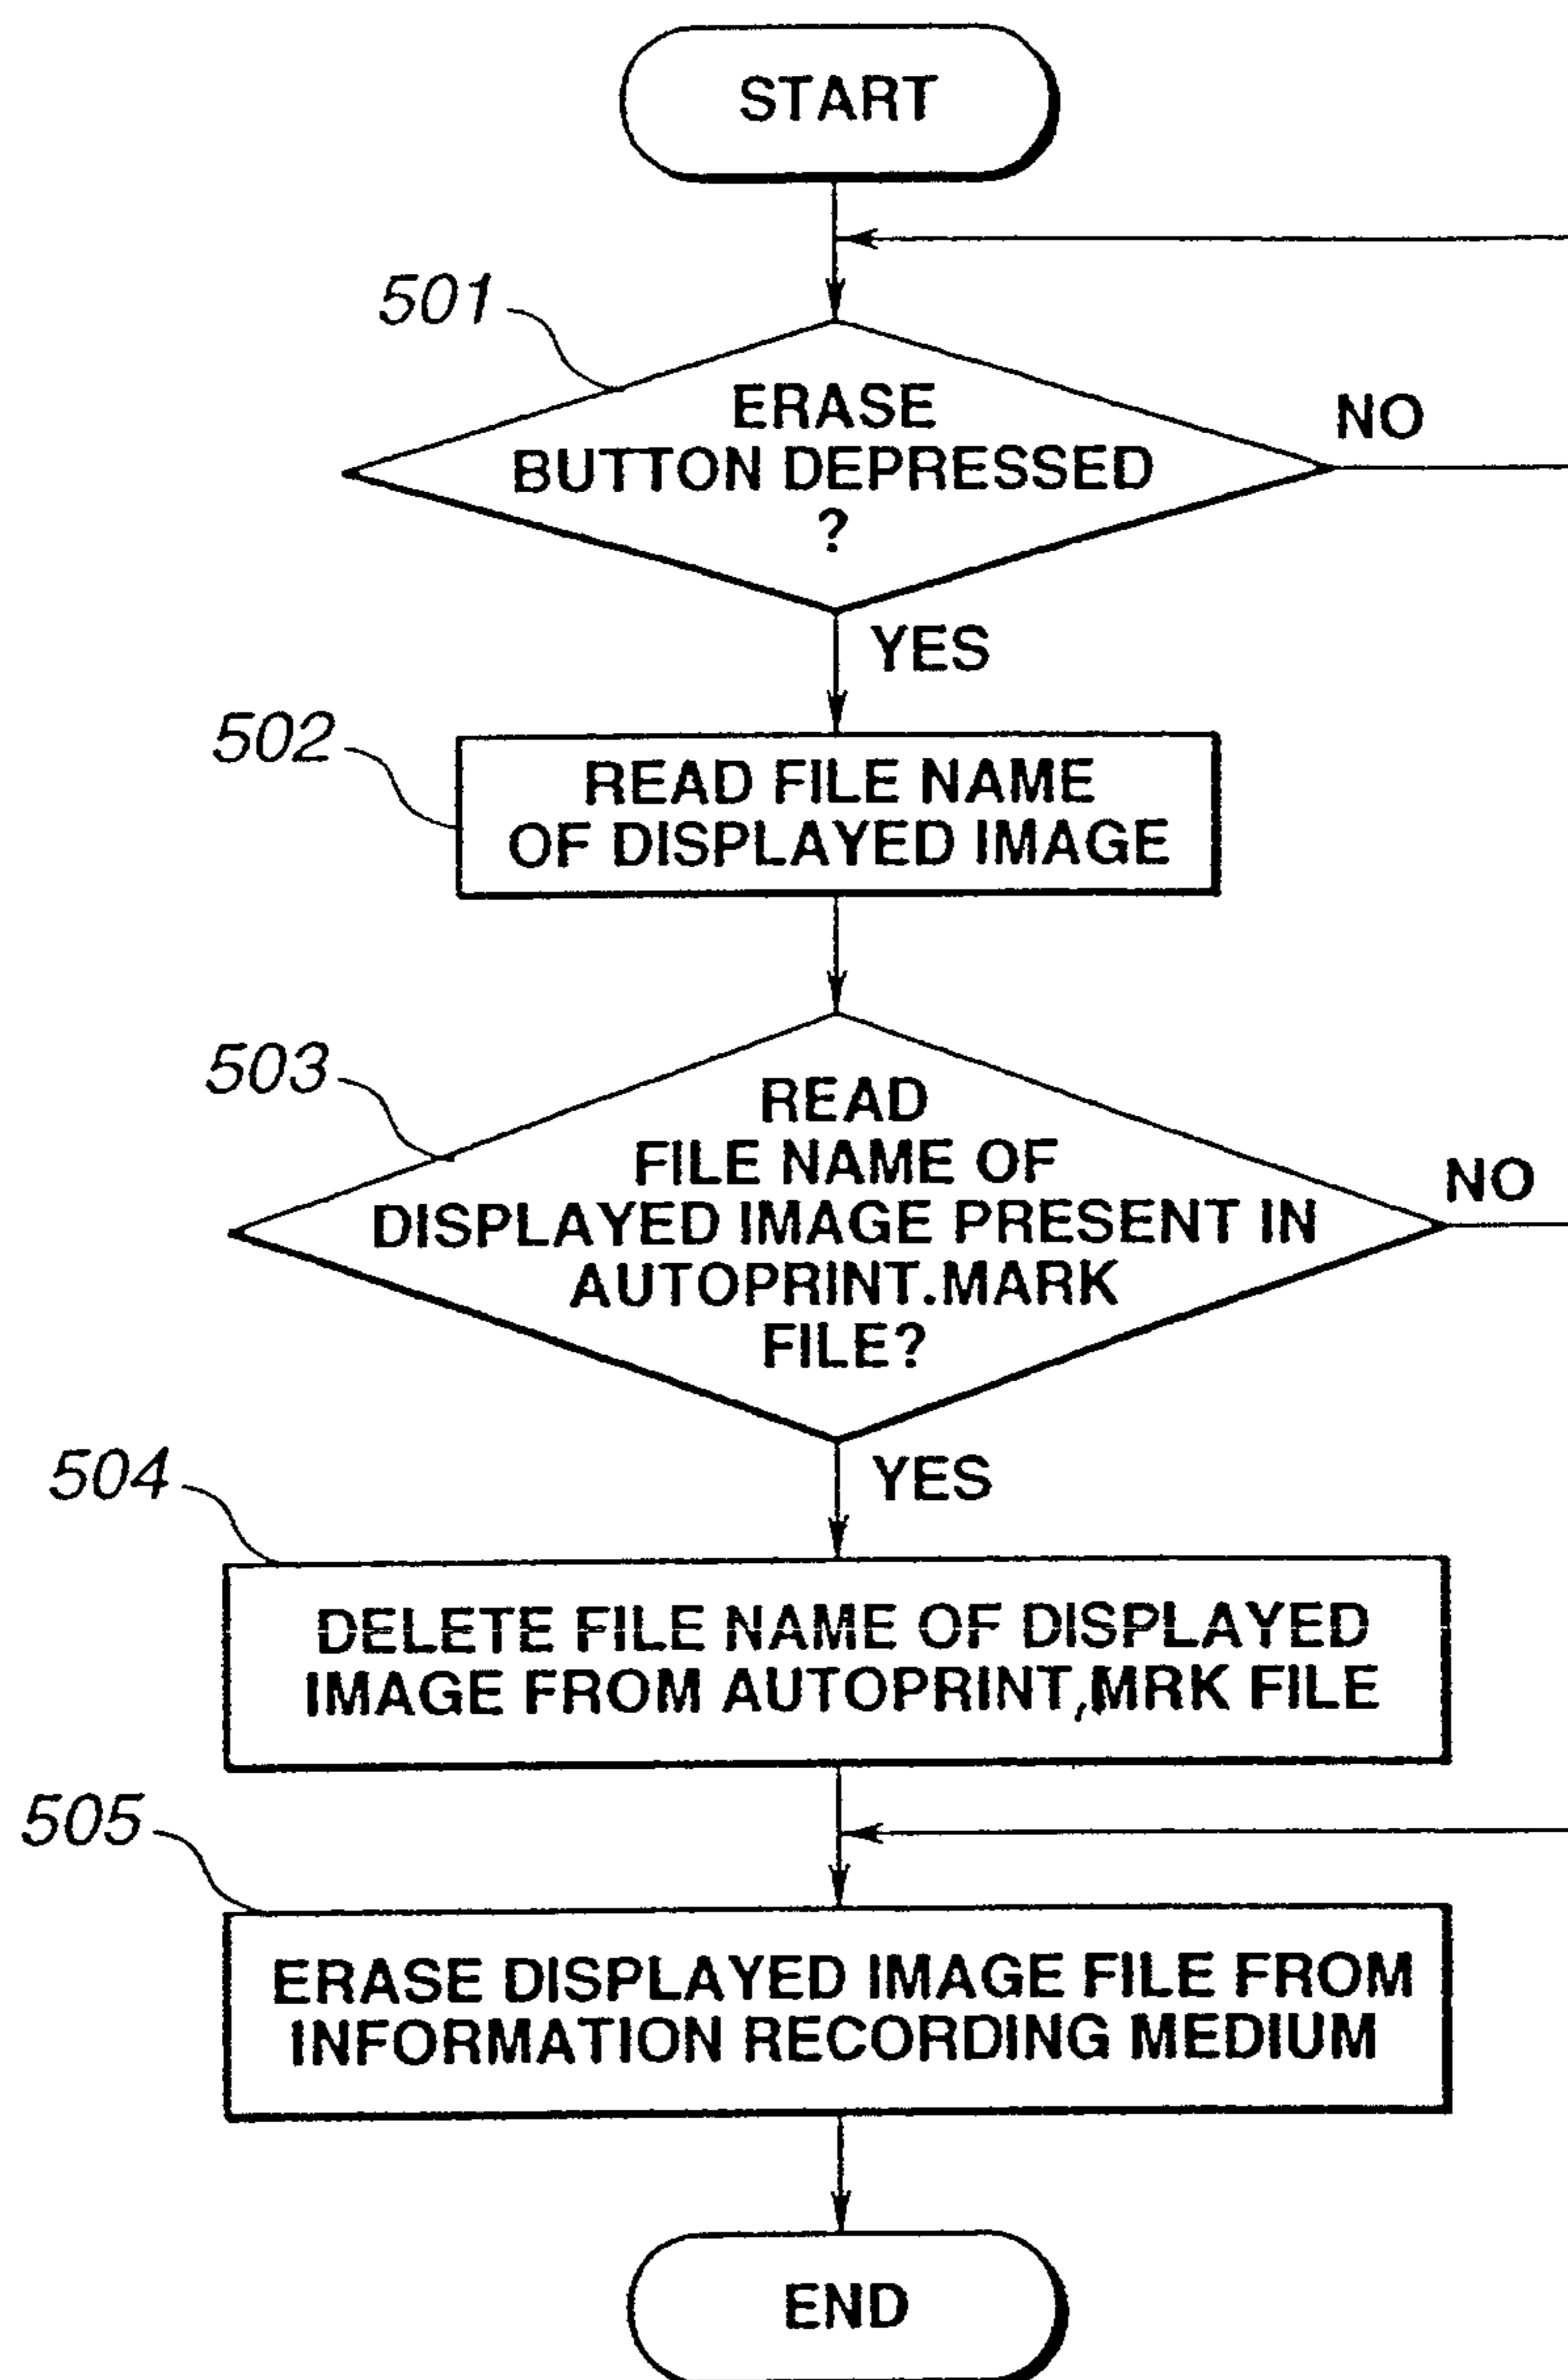 START
501
ERASE
BUTTON DEPRESSED
?
NO
YES
502
READ FILE NAME
OF DISPLAYED IMAGE
503
READ
FILE NAME OF
DISPLAYED IMAGE PRESENT IN
AUTOPRINT.MARK
FILE?
NO
YES
504
DELETE FILE NAME OF DISPLAYED
IMAGE FROM AUTOPRINT,MRK FILE
505
ERASE DISPLAYED IMAGE FILE FROM
INFORMATION RECORDING MEDIUM
END